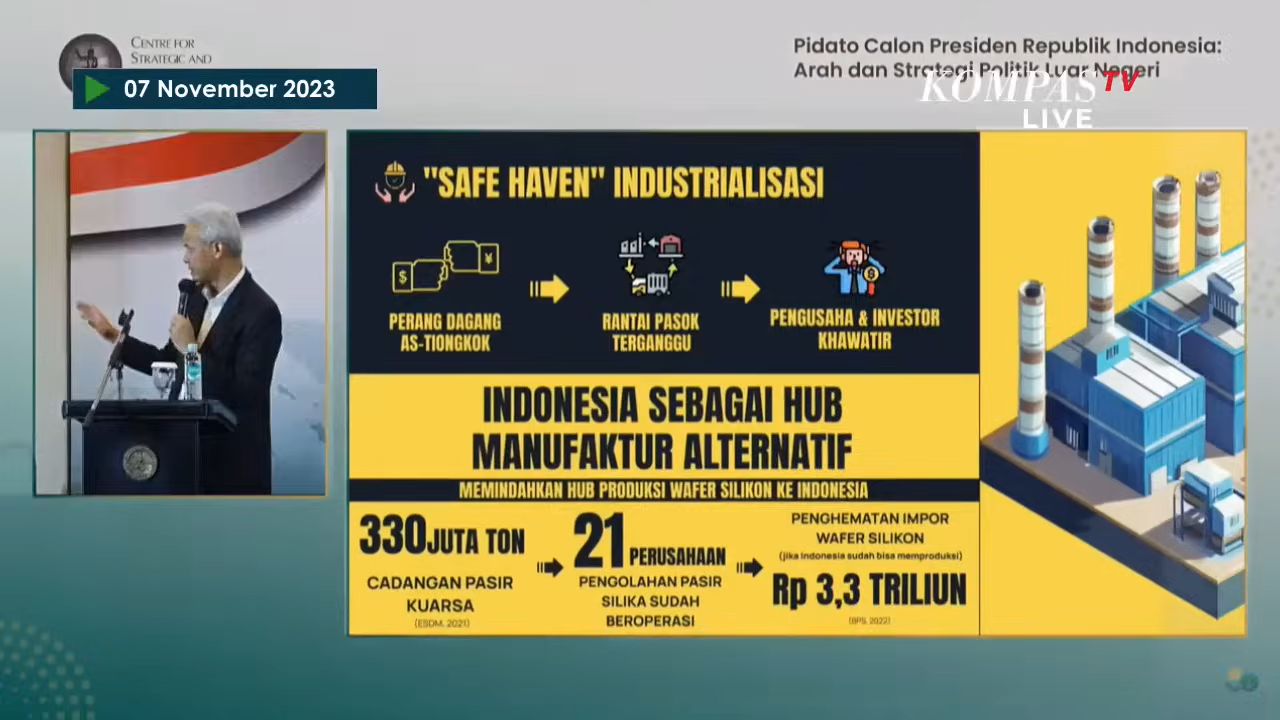 CENTRE FOR
STRATEGIC AND
07 November 2023
Pidato Calon Presiden Republik Indonesia:
Arah dan Strategi Politik Luar Negeri
KOMPAS TV
LIVE
"SAFE HAVEN" INDUSTRIALISASI
$
¥
$
PERANG DAGANG
AS-TIONGKOK
RANTAI PASOK
TERGANGGU
PENGUSAHA & INVESTOR
KHAWATIR
INDONESIA SEBAGAI HUB
MANUFAKTUR ALTERNATIF
MEMINDAHKAN HUB PRODUKSI WAFER SILIKON KE INDONESIA
330 JUTA TON
CADANGAN PASIR
KUARSA
(ESDM, 2021)
21 PERUSAHAAN
PENGOLAHAN PASIR
SILIKA SUDAH
BEROPERASI
PENGHEMATAN IMPOR
WAFER SILIKON
(jika Indonesia sudah bisa memproduksi)
Rp 3,3 TRILIUN
(BPS, 2022)